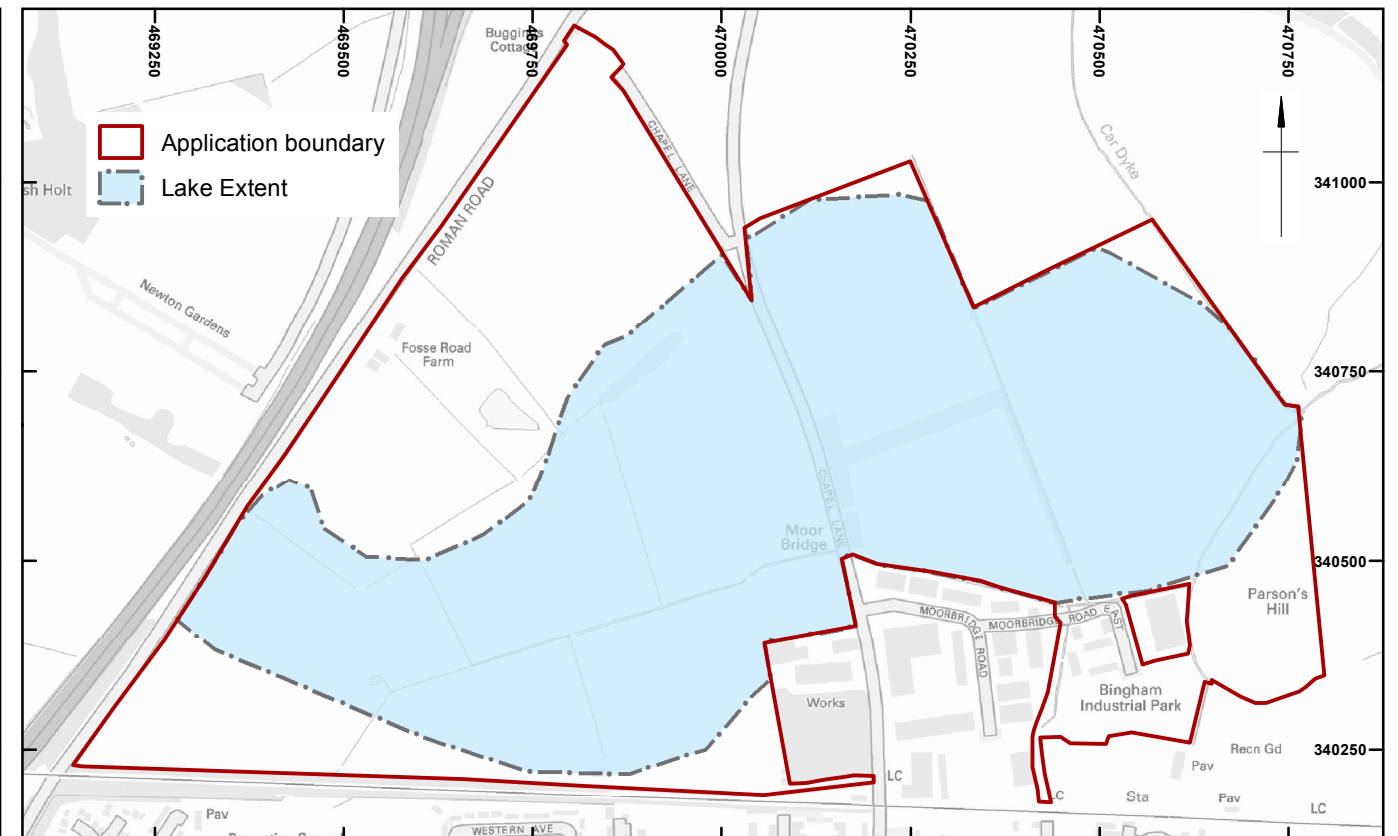 469250
469500
469750
470000
470250
470500
470750
Buggins
Cottage
Application boundary
Lake Extent
sh Holt
ROMAN ROAD
CHAPEL LANE
Car Dyke
341000
Newton Gardens
Fosse Road
Farm
340750
CHAPEL LANE
Moor
Bridge
340500
Parson's
Hill
MOORBRIDGE ROAD
MOORBRIDGE ROAD EAST
Bingham
Industrial Park
Works
Recn Gd
340250
Pav
LC
LC
Sta
Pav
LC
Pav
WESTERN AVE